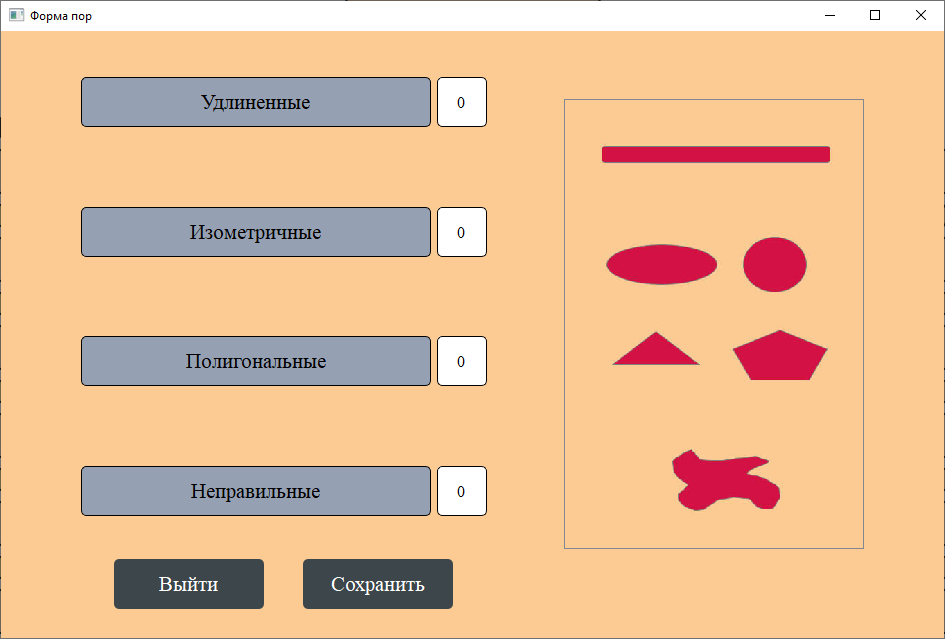 Форма пор
Удлиненные 0
Изометричные 0
Полигональные 0
Неправильные 0
Выйти Сохранить